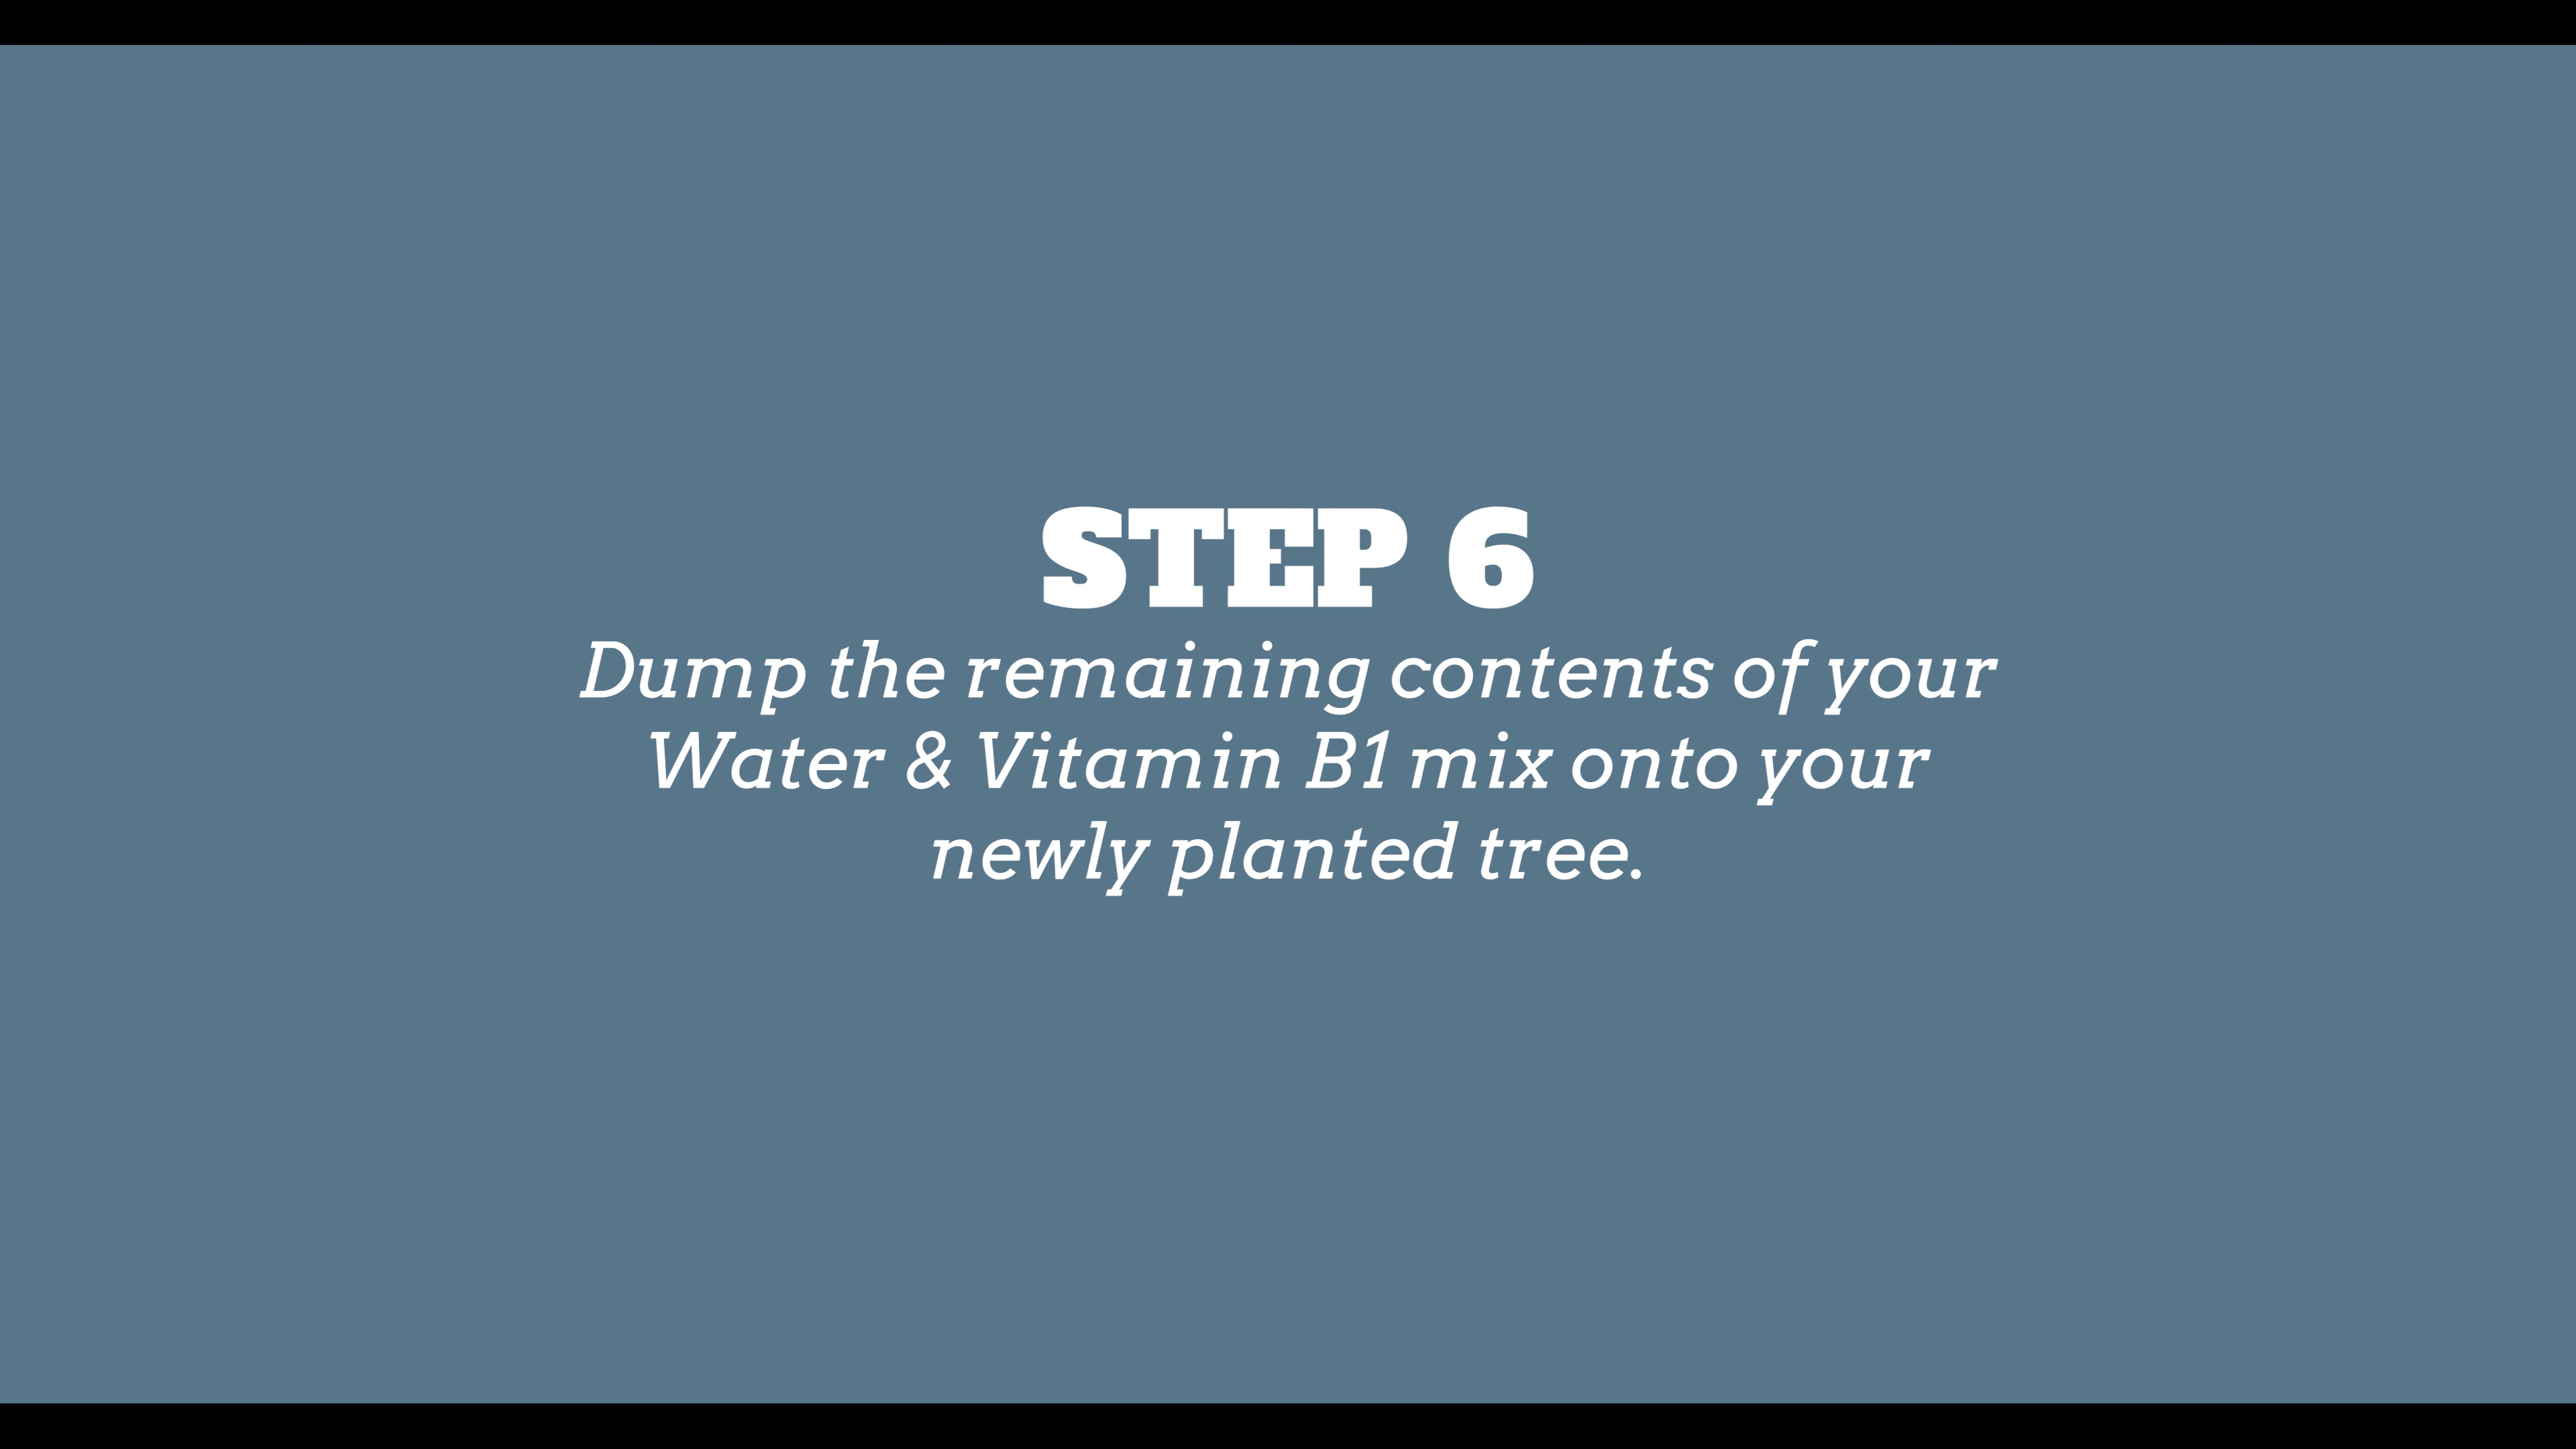 STEP 6
Dump the remaining contents of your
Water & Vitamin B1 mix onto your
newly planted tree.